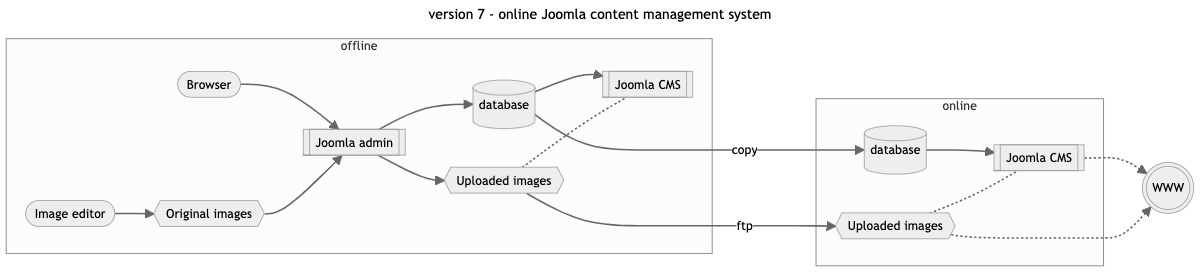 version 7 - online Joomla content management system
offline
Browser
database
Joomla CMS
Joomla admin
Uploaded images
Image editor
Original images
copy
ftp
online
database
Joomla CMS
Uploaded images
WWW